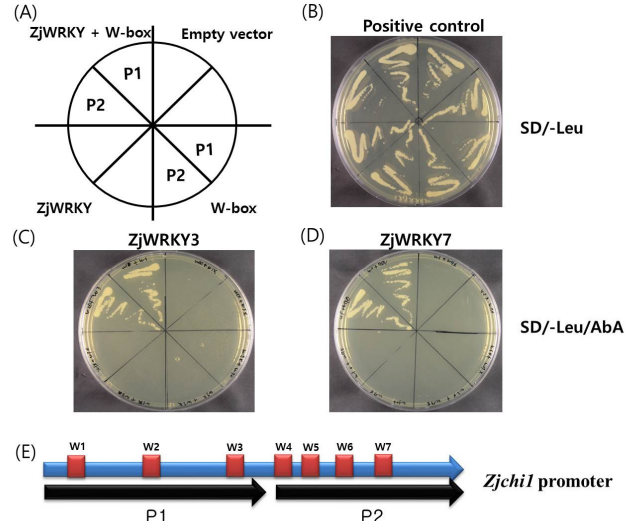 (A)
ZjWRKY + W-box
Empty vector
P1
P2
P1
P2
ZjWRKY
W-box
(B)
Positive control
SD/-Leu
(C)
ZjWRKY3
(D)
ZjWRKY7
SD/-Leu/AbA
(E)
W1 W2 W3 W4 W5 W6 W7
Zjchi1 promoter
P1 P2